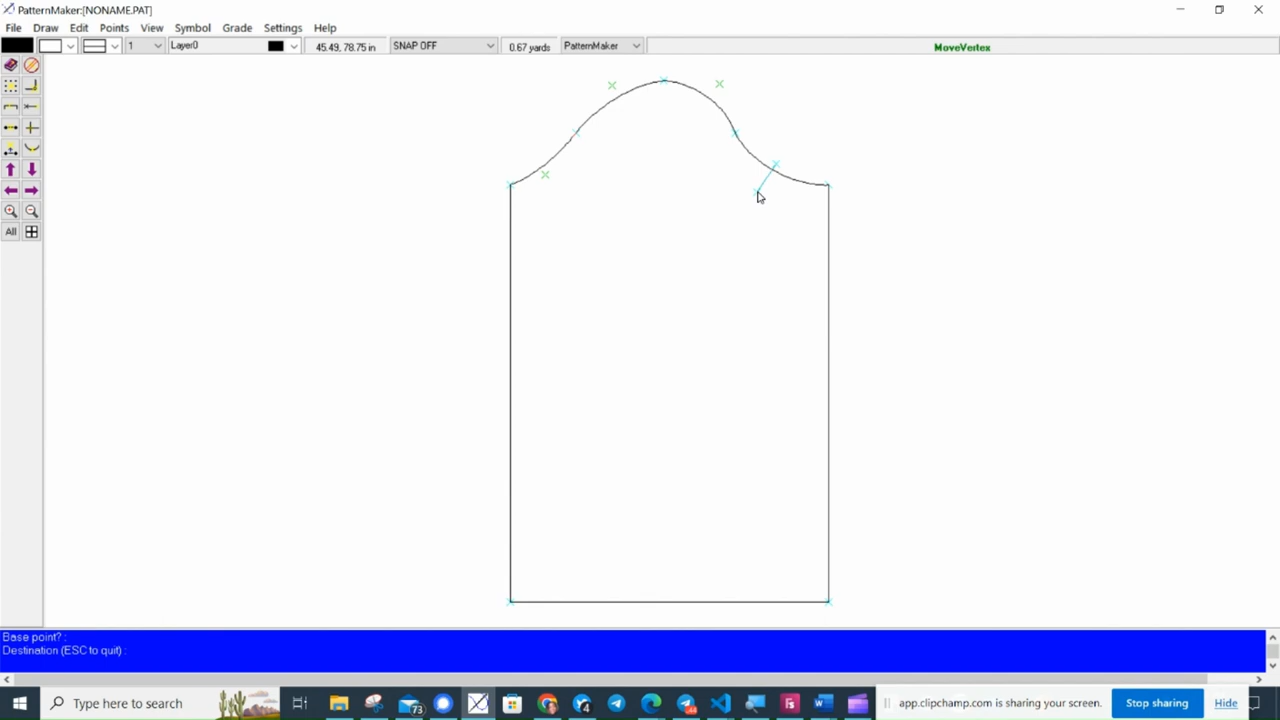 PatternMaker:[NONAME.PAT]
File Draw Edit Points View Symbol Grade Settings Help
1 Layer0 45.49, 78.75 in SNAP OFF 0.67 yards PatternMaker MoveVertex
All
Base point? :
Destination (ESC to quit) :
Type here to search 73 app.clipchamp.com is sharing your screen. Stop sharing Hide